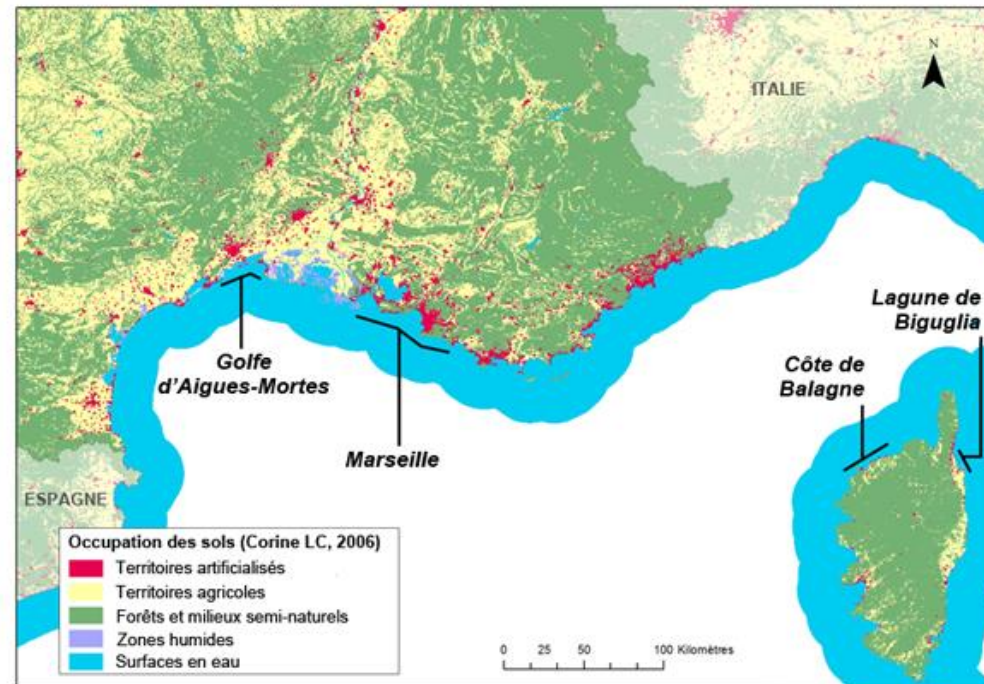 N
ITALIE
Lagune de
Biguglia
Golfe
d'Aigues-Mortes
Côte de
Balagne
Marseille
ESPAGNE
Occupation des sols (Corine LC, 2006)
Territoires artificialisés
Territoires agricoles
Forêts et milieux semi-naturels
Zones humides
Surfaces en eau
0 25 50 100 Kilomètres